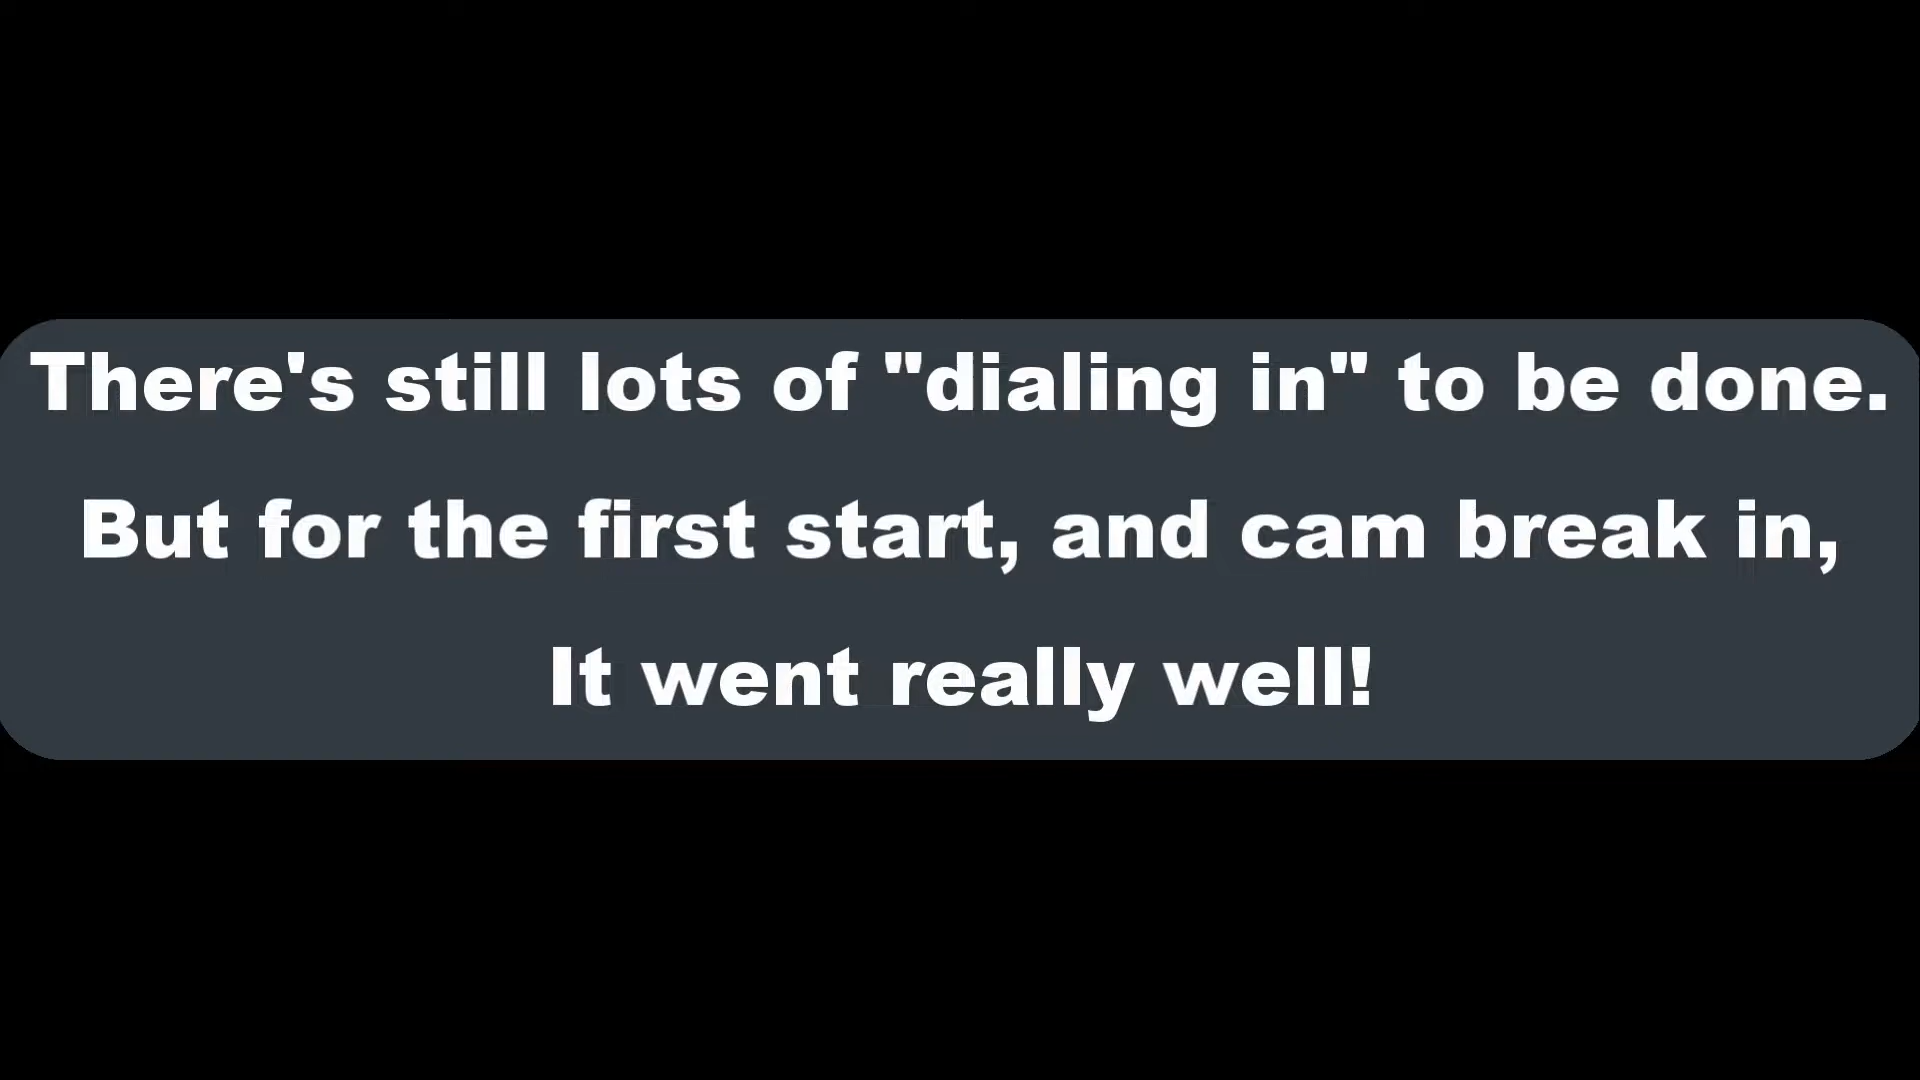 There's still lots of "dialing in" to be done.
But for the first start, and cam break in,
It went really well!